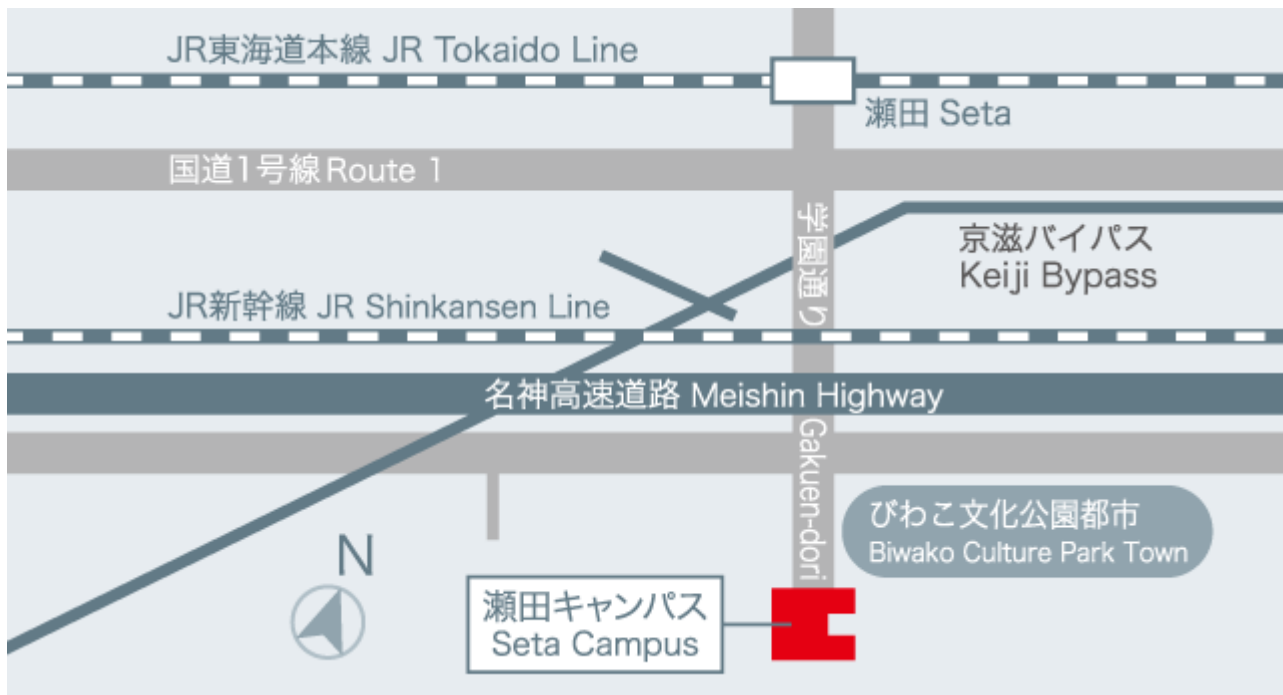 JR東海道本線 JR Tokaido Line
瀬田 Seta
国道1号線 Route 1
学園通り
京滋バイパス
Keiji Bypass
JR新幹線 JR Shinkansen Line
名神高速道路 Meishin Highway
Gakuen-dori
びわこ文化公園都市
Biwako Culture Park Town
N
瀬田キャンパス
Seta Campus